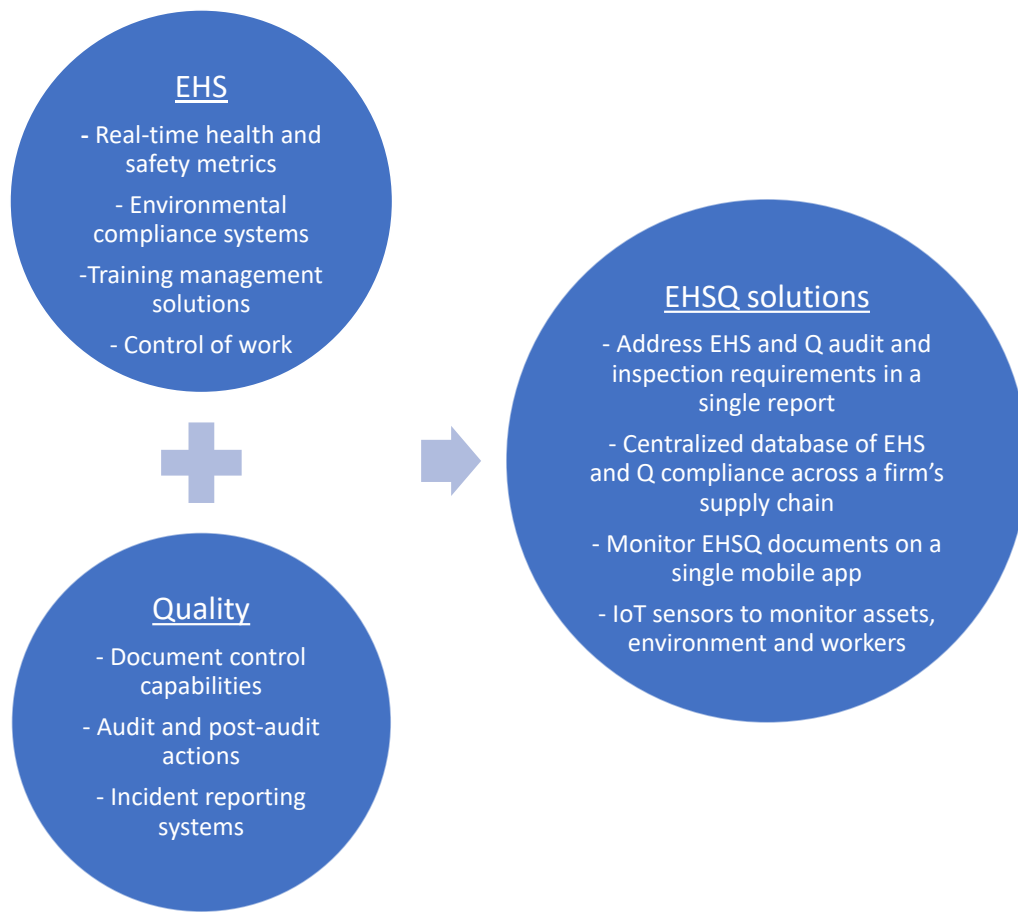 EHS
- Real-time health and
safety metrics
- Environmental
compliance systems
-Training management
solutions
- Control of work
Quality
- Document control
capabilities
- Audit and post-audit
actions
- Incident reporting
systems
EHSQ solutions
- Address EHS and Q audit and
inspection requirements in a
single report
- Centralized database of EHS
and Q compliance across a firm’s
supply chain
- Monitor EHSQ documents on a
single mobile app
- IoT sensors to monitor assets,
environment and workers